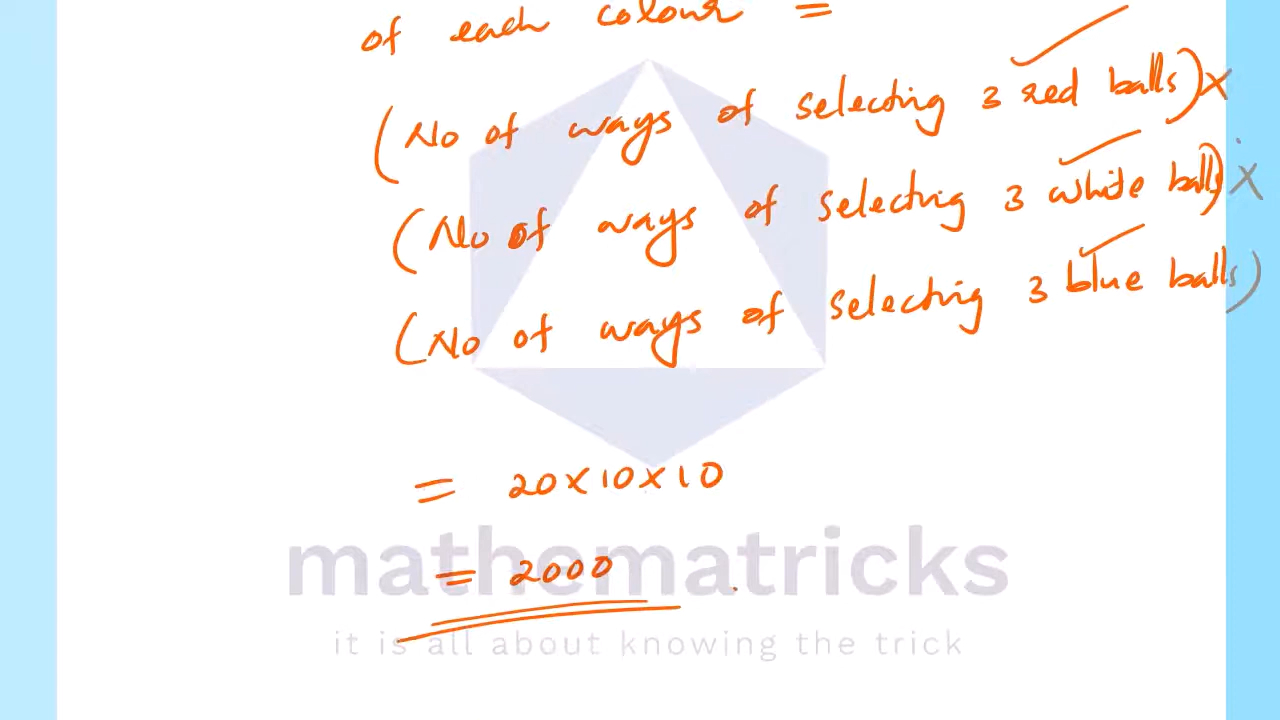 of each colour =
(No of ways of selecting 3 red balls) ×
(No of ways of selecting 3 white balls) ×
(No of ways of selecting 3 blue balls)
= 20×10×10
= 2000
mathematricks
it is all about knowing the trick